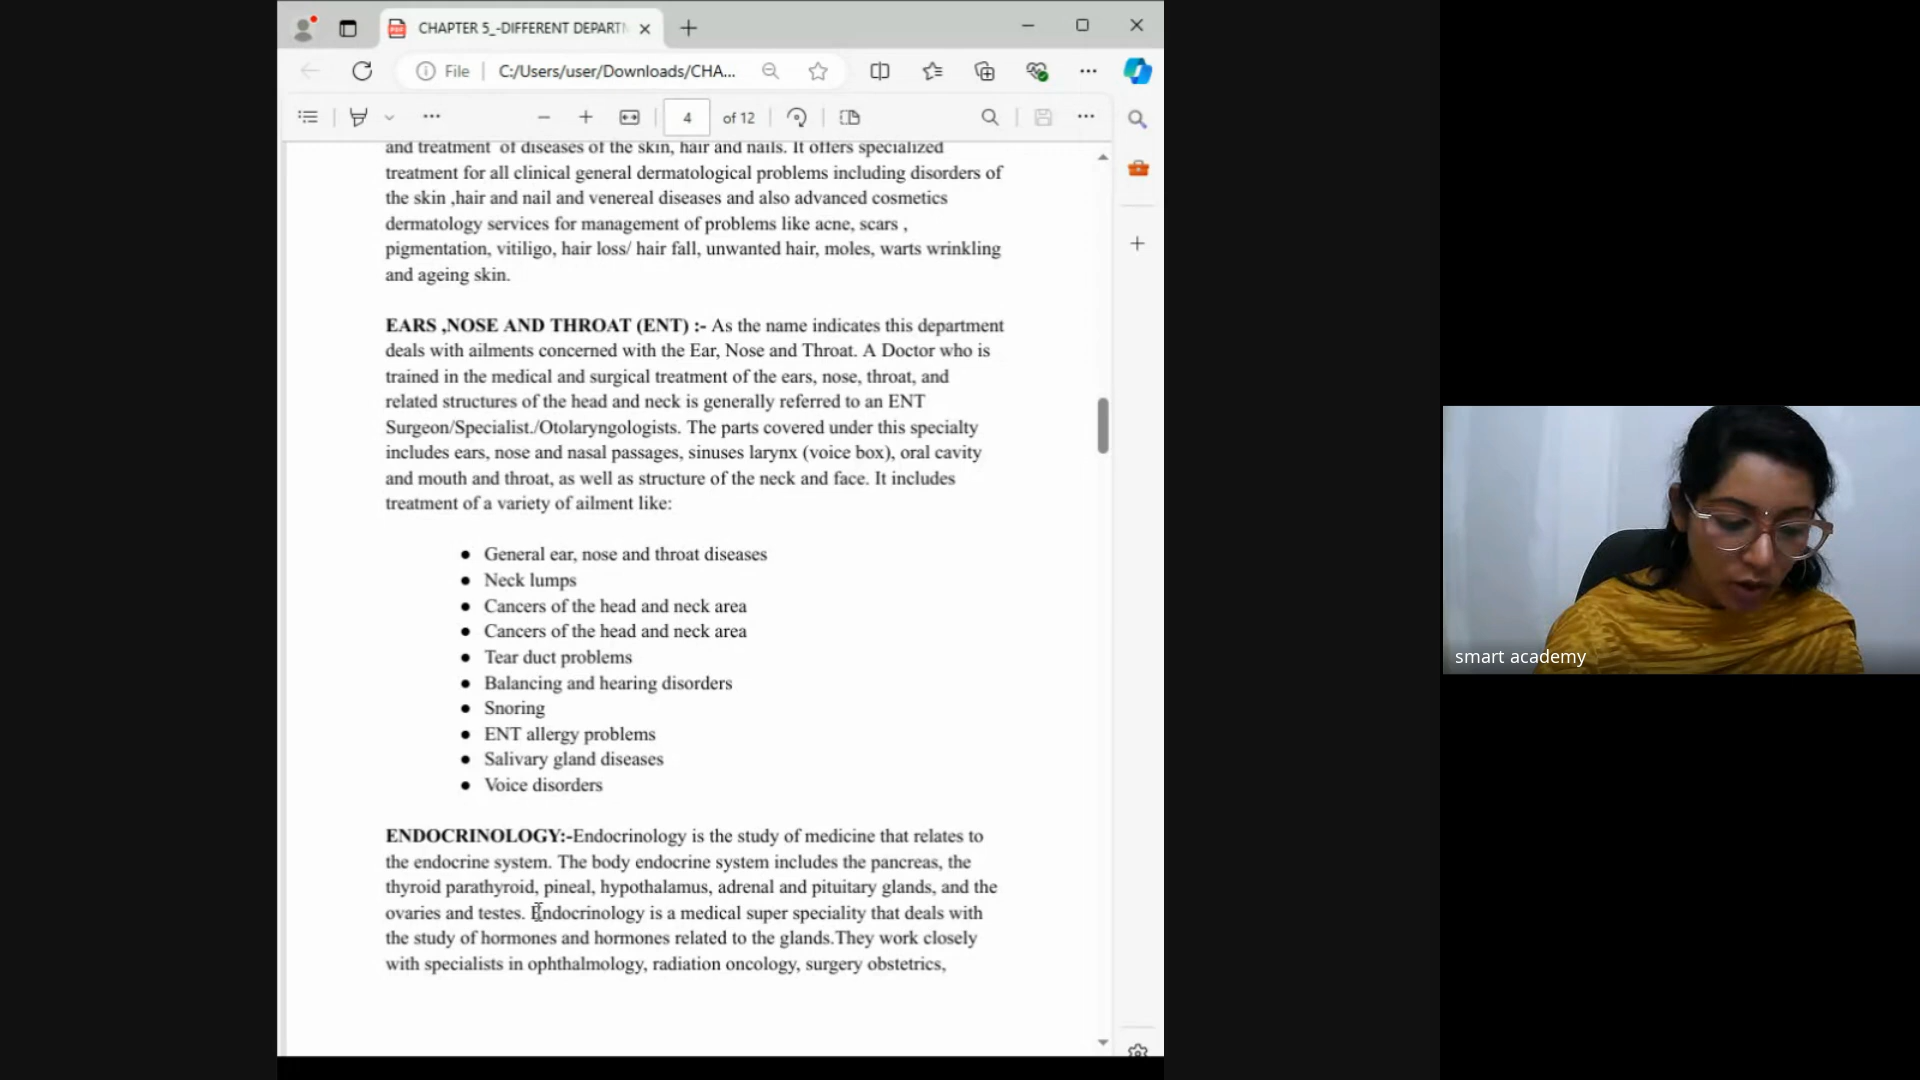 CHAPTER 5_-DIFFERENT DEPART
File
C:/Users/user/Downloads/CHA...
4 of 12
and treatment of diseases of the skin, hair and nails. It offers specialized
treatment for all clinical general dermatological problems including disorders of
the skin ,hair and nail and venereal diseases and also advanced cosmetics
dermatology services for management of problems like acne, scars ,
pigmentation, vitiligo, hair loss/ hair fall, unwanted hair, moles, warts wrinkling
and ageing skin.
EARS ,NOSE AND THROAT (ENT) :- As the name indicates this department
deals with ailments concerned with the Ear, Nose and Throat. A Doctor who is
trained in the medical and surgical treatment of the ears, nose, throat, and
related structures of the head and neck is generally referred to an ENT
Surgeon/Specialist./Otolaryngologists. The parts covered under this specialty
includes ears, nose and nasal passages, sinuses larynx (voice box), oral cavity
and mouth and throat, as well as structure of the neck and face. It includes
treatment of a variety of ailment like:
● General ear, nose and throat diseases
● Neck lumps
● Cancers of the head and neck area
● Cancers of the head and neck area
● Tear duct problems
● Balancing and hearing disorders
● Snoring
● ENT allergy problems
● Salivary gland diseases
● Voice disorders
ENDOCRINOLOGY:-Endocrinology is the study of medicine that relates to
the endocrine system. The body endocrine system includes the pancreas, the
thyroid parathyroid, pineal, hypothalamus, adrenal and pituitary glands, and the
ovaries and testes. Endocrinology is a medical super speciality that deals with
the study of hormones and hormones related to the glands.They work closely
with specialists in ophthalmology, radiation oncology, surgery obstetrics,
smart academy